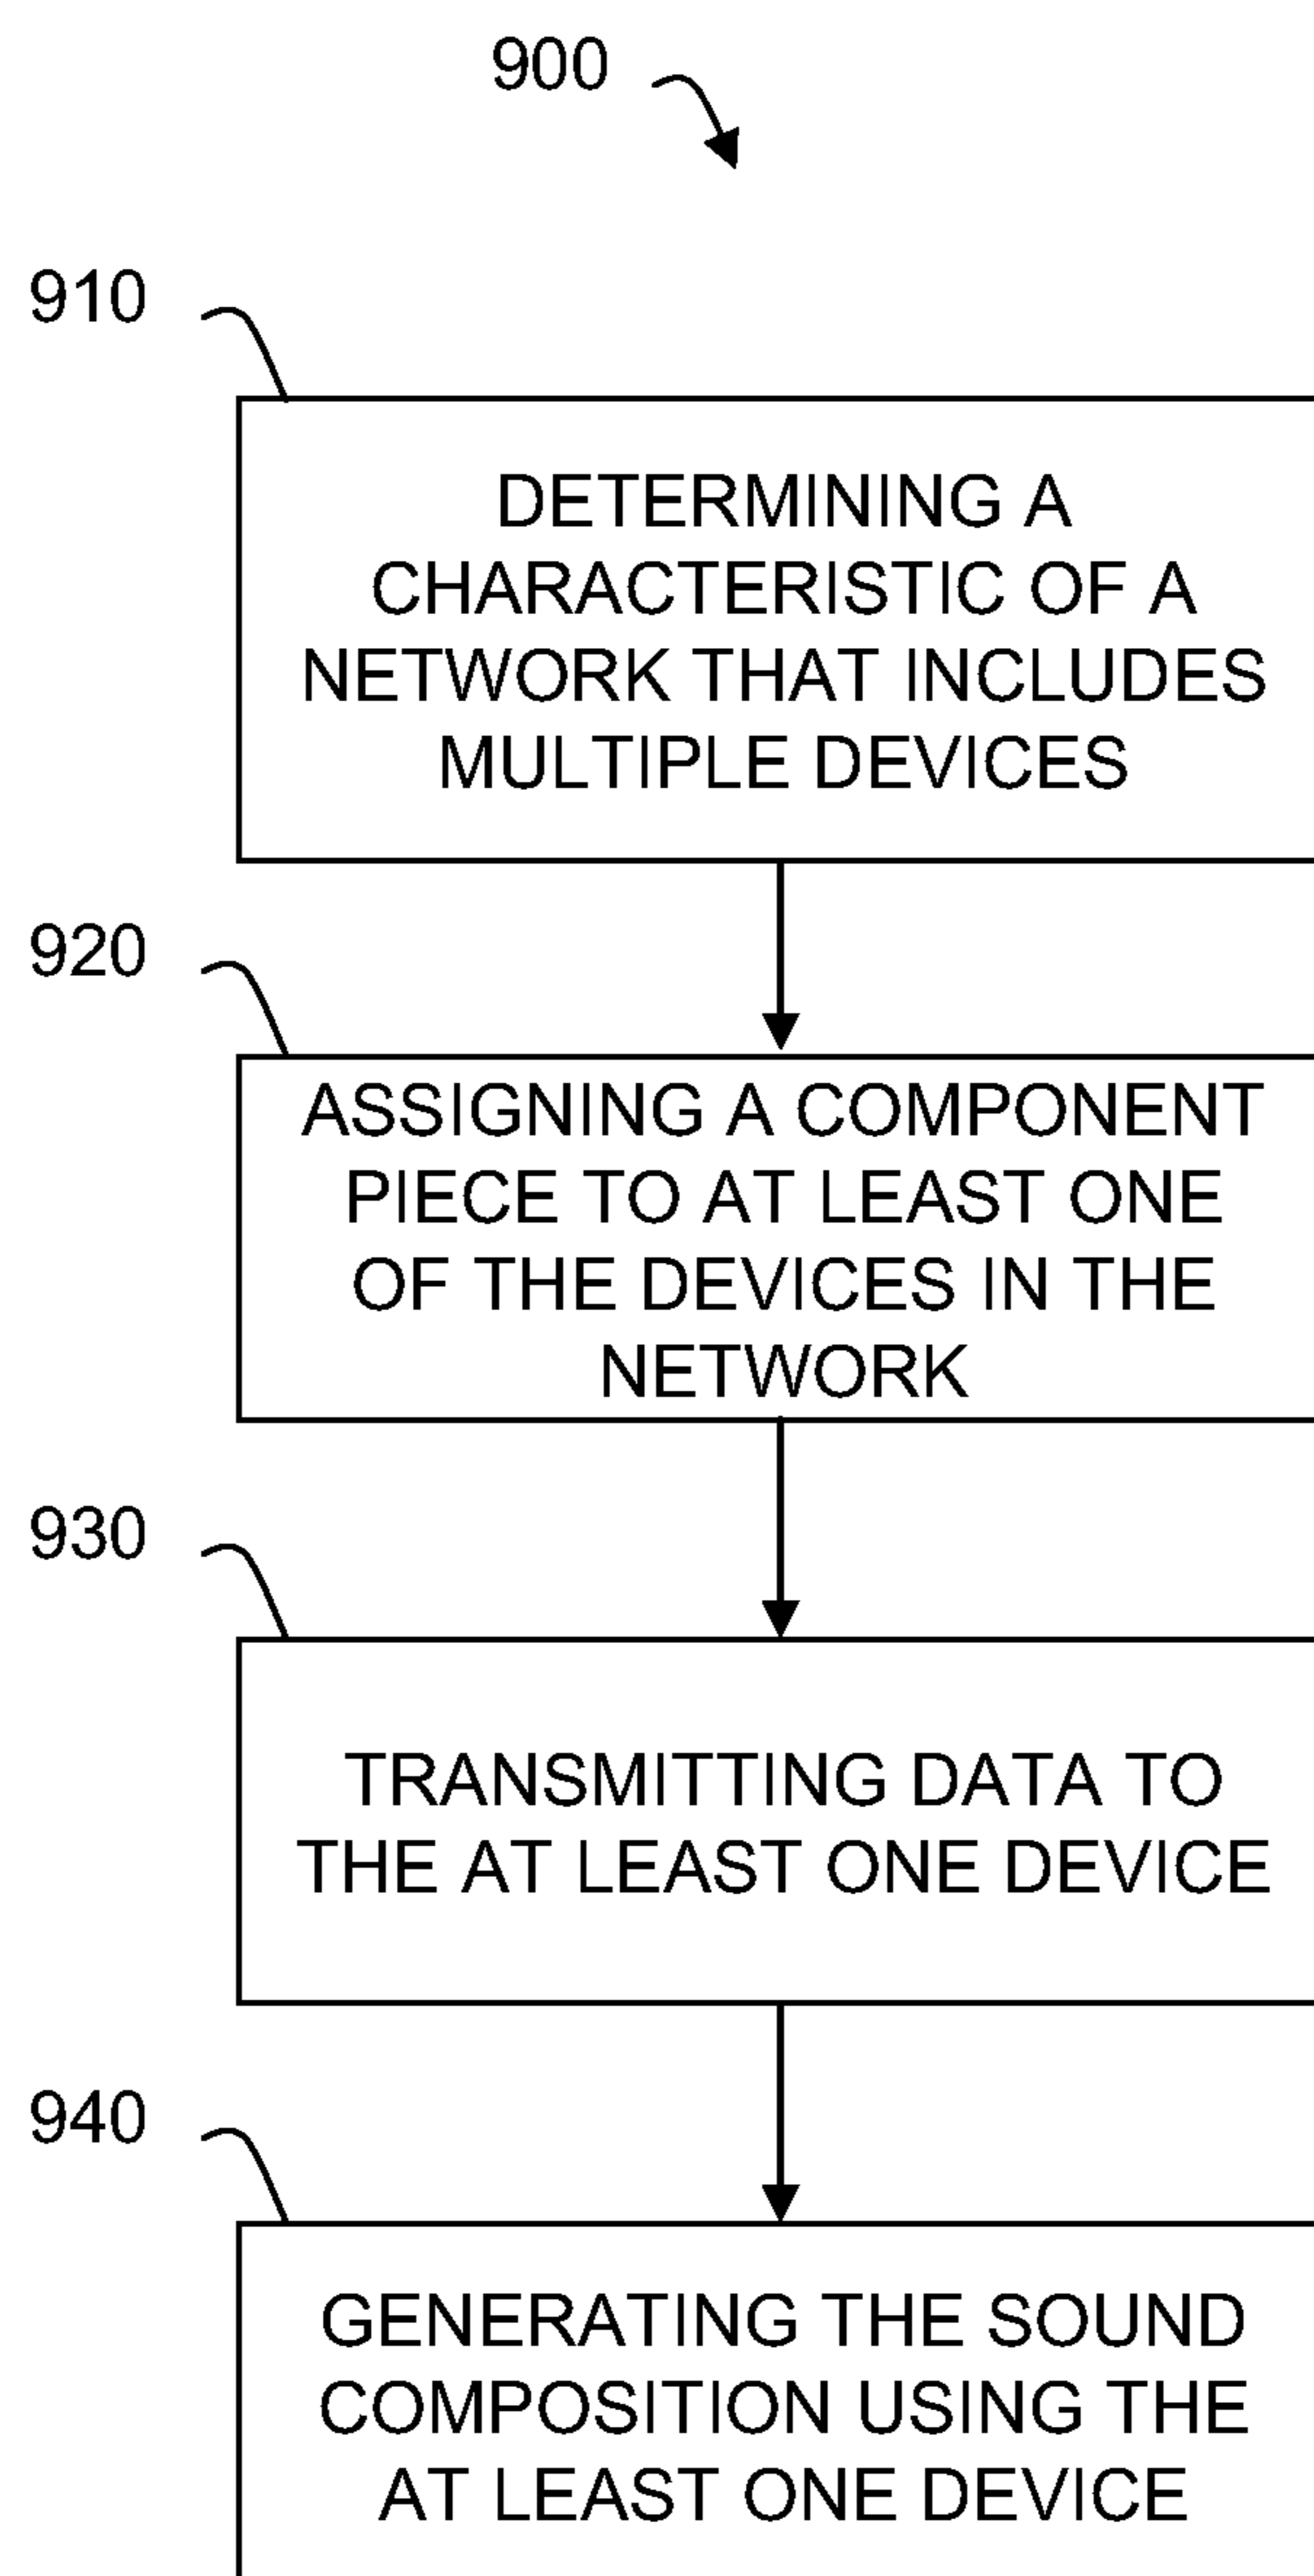 900
910
DETERMINING A
CHARACTERISTIC OF A
NETWORK THAT INCLUDES
MULTIPLE DEVICES
920
ASSIGNING A COMPONENT
PIECE TO AT LEAST ONE
OF THE DEVICES IN THE
NETWORK
930
TRANSMITTING DATA TO
THE AT LEAST ONE DEVICE
940
GENERATING THE SOUND
COMPOSITION USING THE
AT LEAST ONE DEVICE